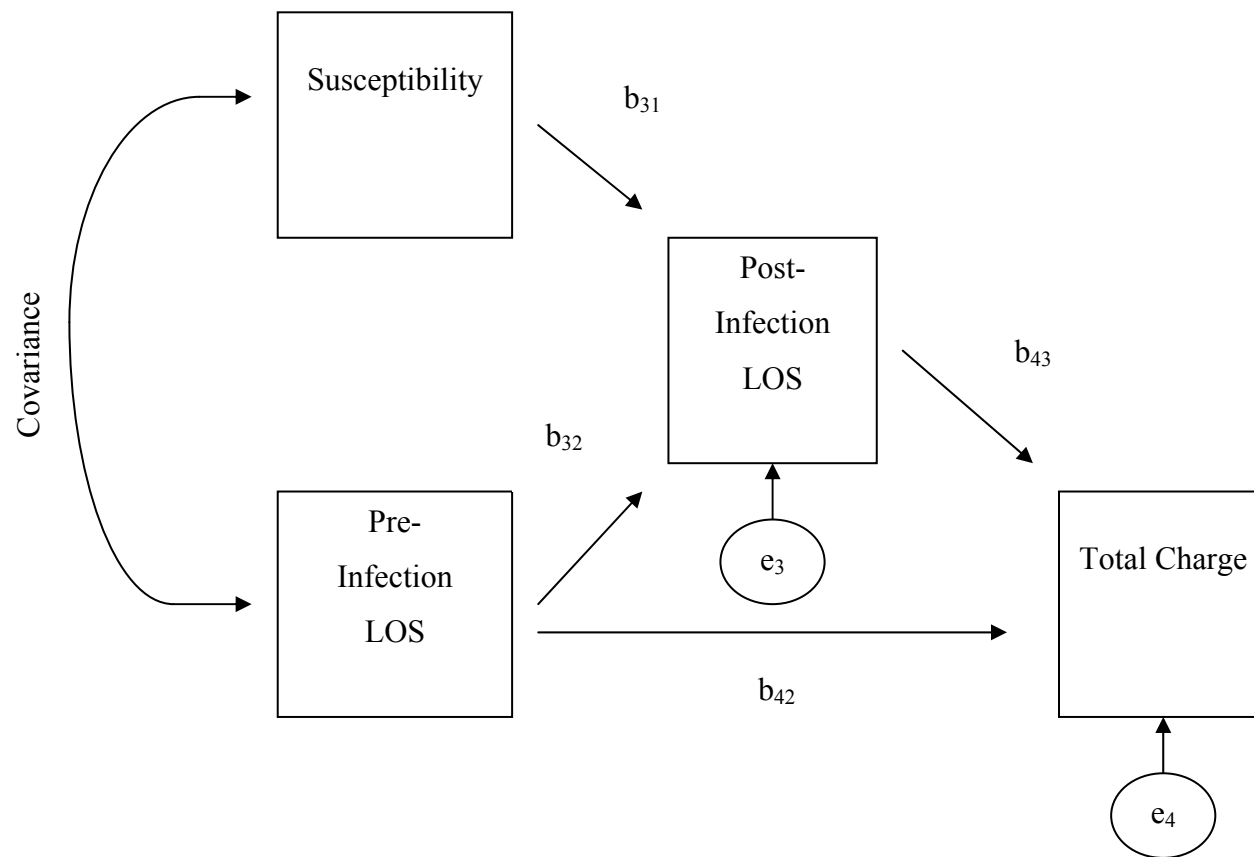 Susceptibility
b₃₁
Covariance
Post-
Infection
LOS
b₄₃
b₃₂
Pre-
Infection
LOS
e₃
Total Charge
b₄₂
e₄